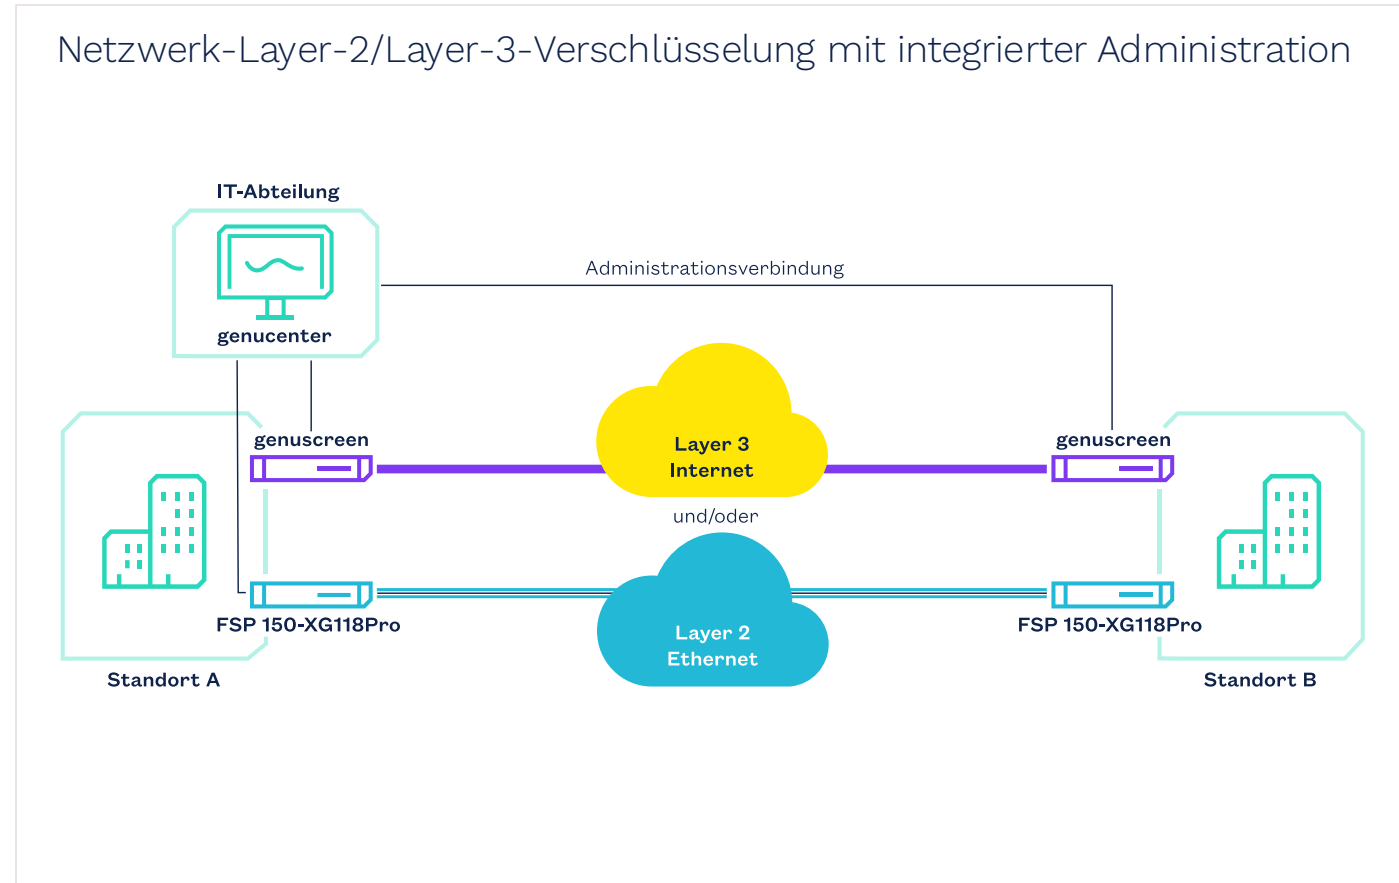 Netzwerk-Layer-2/Layer-3-Verschlüsselung mit integrierter Administration
IT-Abteilung
genucenter
Administrationsverbindung
genuscreen
Layer 3
Internet
genuscreen
und/oder
FSP 150-XG118Pro
Layer 2
Ethernet
FSP 150-XG118Pro
Standort A
Standort B